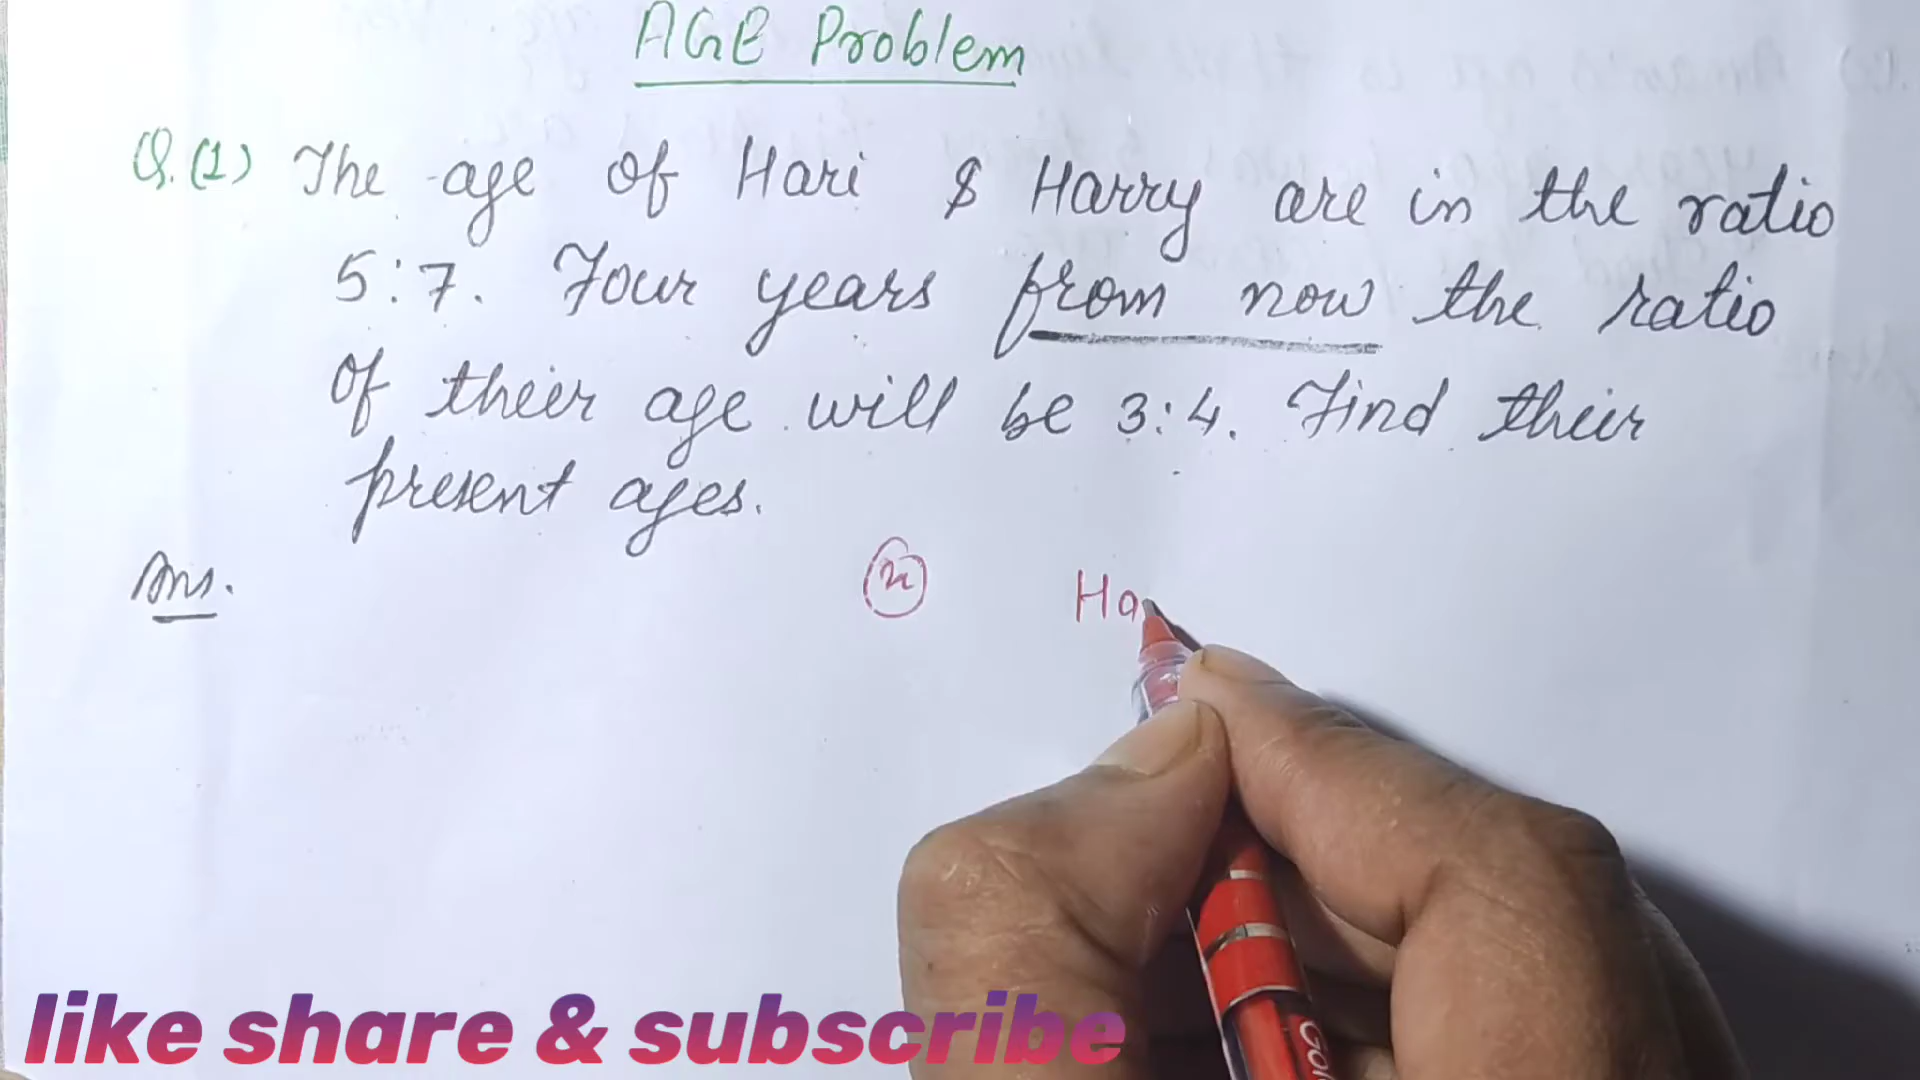 AGE Problem
Q.(1) The age of Hari & Harry are in the ratio
5:7. Four years from now the ratio
of their age will be 3:4. Find their
present ages.
Ans.
x Ha
like share & subscribe